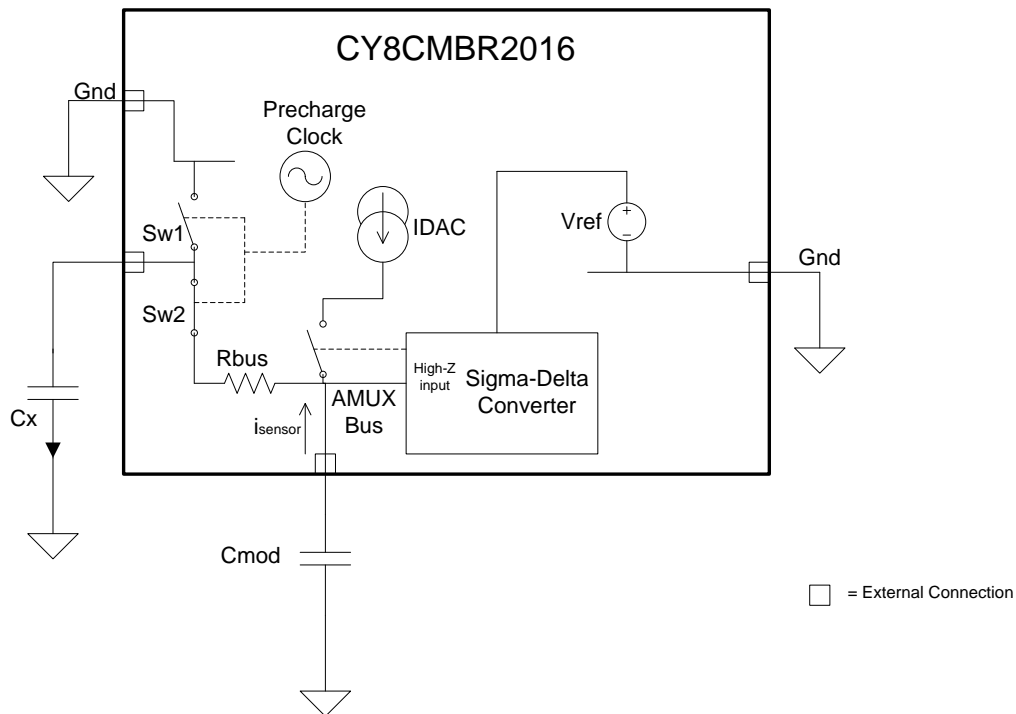 CY8CMBR2016
Gnd
Precharge
Clock
IDAC
Vref
Sw1
Gnd
Sw2
Rbus
High-Z
input
Sigma-Delta
Converter
AMUX
Bus
isensor
Cx
Cmod
= External Connection
+
−